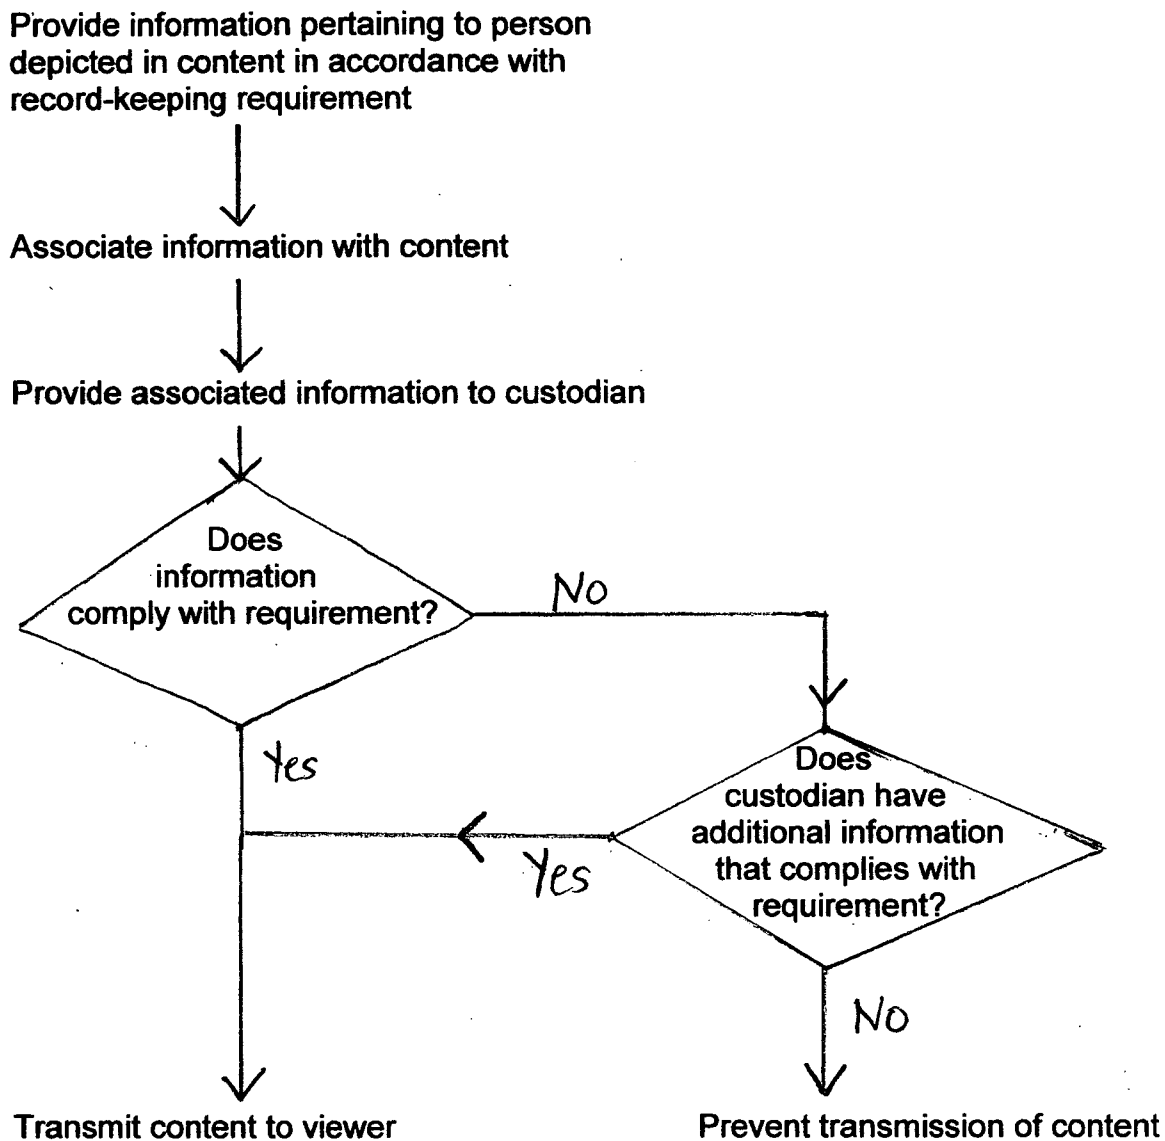 Provide information pertaining to person
depicted in content in accordance with
record-keeping requirement
Associate information with content
Provide associated information to custodian
Does
information
comply with requirement?
No
Yes
Does
custodian have
additional information
that complies with
requirement?
Yes
No
Transmit content to viewer
Prevent transmission of content